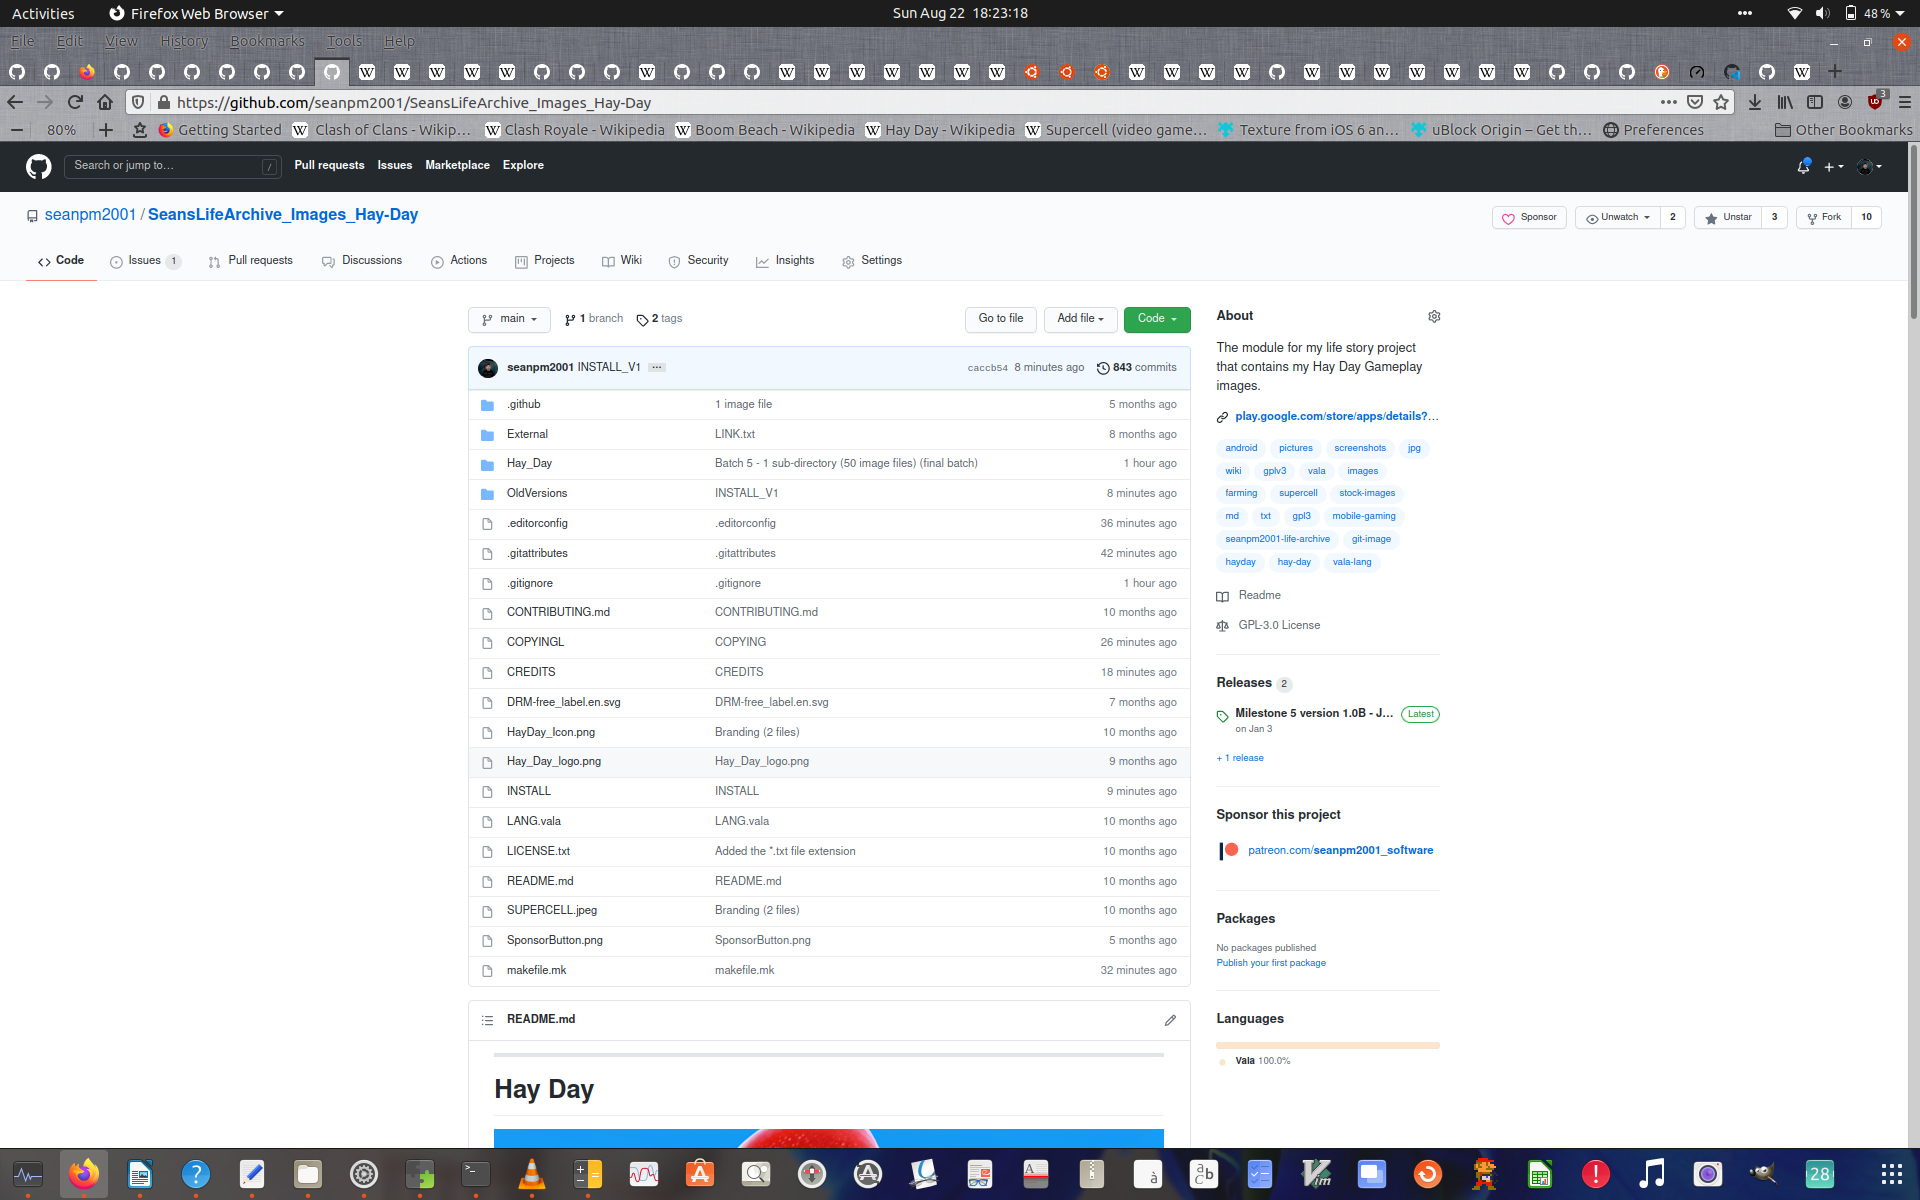 Activities Firefox Web Browser Sun Aug 22 18:23:18 48 %
File Edit View History Bookmarks Tools Help
https://github.com/seanpm2001/SeansLifeArchive_Images_Hay-Day 3
80% Getting Started Clash of Clans - Wikip… Clash Royale - Wikipedia Boom Beach - Wikipedia Hay Day - Wikipedia Supercell (video game… Texture from iOS 6 an… uBlock Origin – Get th… Preferences Other Bookmarks
Search or jump to… / Pull requests Issues Marketplace Explore
seanpm2001 / SeansLifeArchive_Images_Hay-Day Sponsor Unwatch 2 Unstar 3 Fork 10
Code Issues 1 Pull requests Discussions Actions Projects Wiki Security Insights Settings
main 1 branch 2 tags Go to file Add file Code
seanpm2001 INSTALL_V1 … caccb54 8 minutes ago 843 commits
.github 1 image file 5 months ago
External LINK.txt 8 months ago
Hay_Day Batch 5 - 1 sub-directory (50 image files) (final batch) 1 hour ago
OldVersions INSTALL_V1 8 minutes ago
.editorconfig .editorconfig 36 minutes ago
.gitattributes .gitattributes 42 minutes ago
.gitignore .gitignore 1 hour ago
CONTRIBUTING.md CONTRIBUTING.md 10 months ago
COPYINGL COPYING 26 minutes ago
CREDITS CREDITS 18 minutes ago
DRM-free_label.en.svg DRM-free_label.en.svg 7 months ago
HayDay_Icon.png Branding (2 files) 10 months ago
Hay_Day_logo.png Hay_Day_logo.png 9 months ago
INSTALL INSTALL 9 minutes ago
LANG.vala LANG.vala 10 months ago
LICENSE.txt Added the *.txt file extension 10 months ago
README.md README.md 10 months ago
SUPERCELL.jpeg Branding (2 files) 10 months ago
SponsorButton.png SponsorButton.png 5 months ago
makefile.mk makefile.mk 32 minutes ago
README.md
Hay Day
About
The module for my life story project
that contains my Hay Day Gameplay
images.
play.google.com/store/apps/details?…
android pictures screenshots jpg
wiki gplv3 vala images
farming supercell stock-images
md txt gpl3 mobile-gaming
seanpm2001-life-archive git-image
hayday hay-day vala-lang
Readme
GPL-3.0 License
Releases 2
Milestone 5 version 1.0B - J… Latest
on Jan 3
+ 1 release
Sponsor this project
patreon.com/seanpm2001_software
Packages
No packages published
Publish your first package
Languages
Vala 100.0%
28